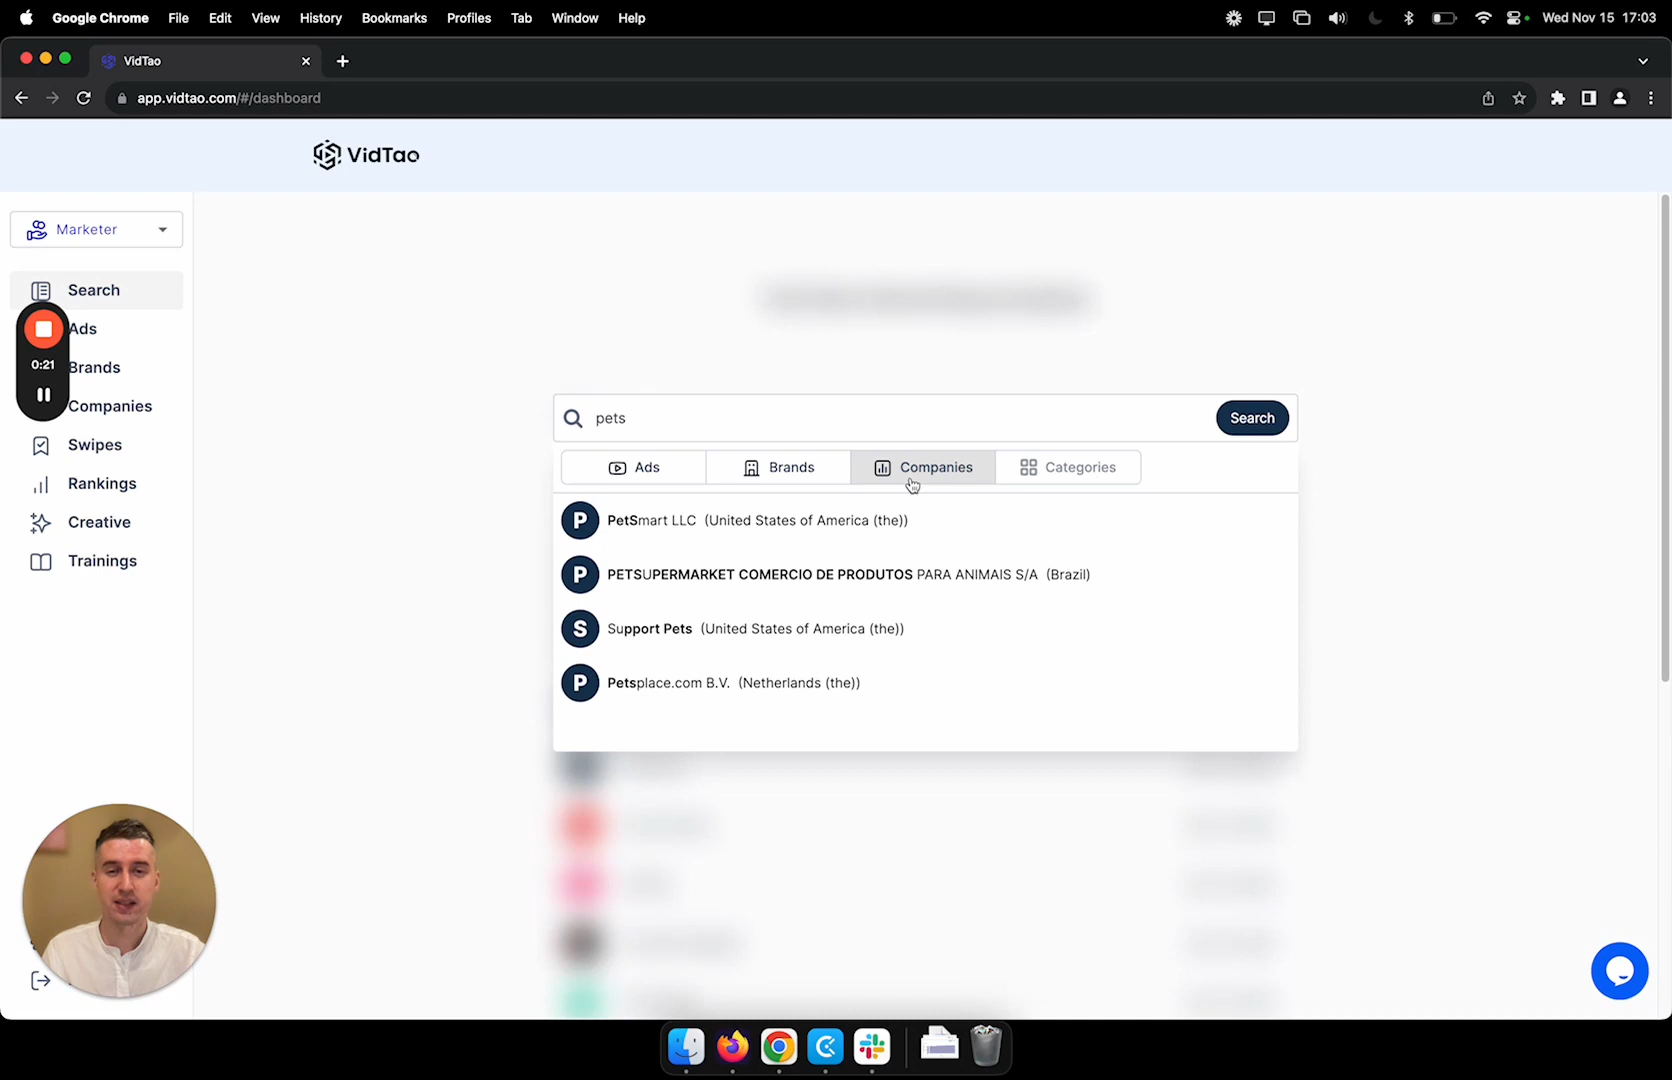 Google Chrome File Edit View History Bookmarks Profiles Tab Window Help Wed Nov 15 17:03
VidTao
app.vidtao.com/#/dashboard
VidTao
Marketer
Search
Ads
0:21
Brands
Companies
Swipes
Rankings
Creative
Trainings
pets Search
Ads Brands Companies Categories
P PetSmart LLC (United States of America (the))
P PETSUPERMARKET COMERCIO DE PRODUTOS PARA ANIMAIS S/A (Brazil)
S Support Pets (United States of America (the))
P Petsplace.com B.V. (Netherlands (the))